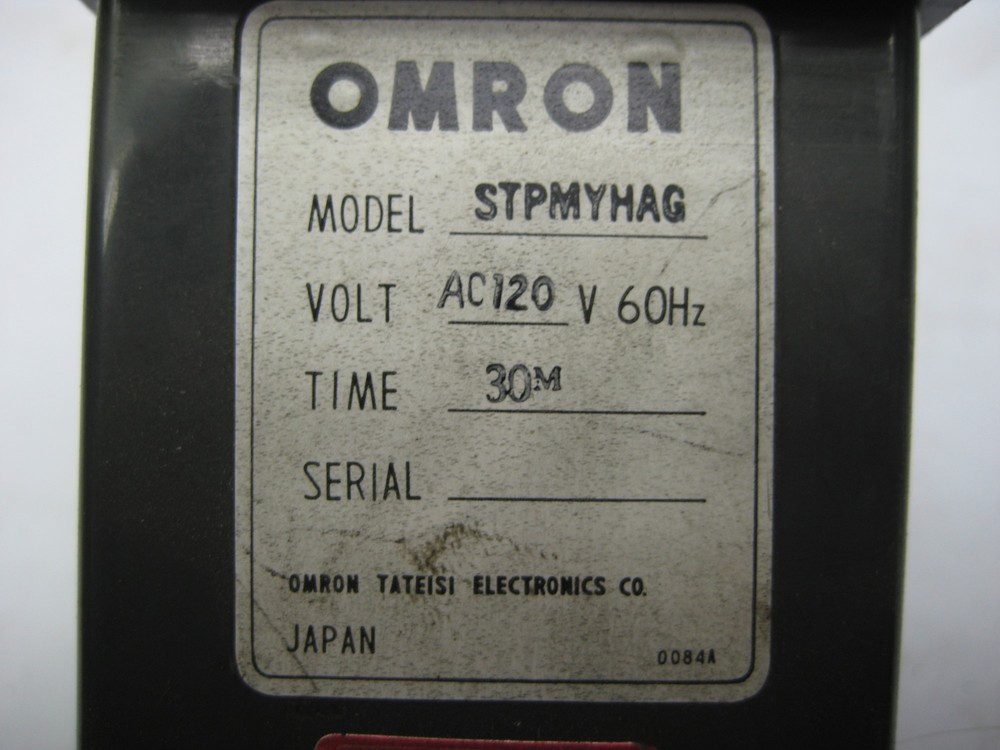 OMRON
MODEL STPMYHAG
VOLT AC120 V 60Hz
TIME 30M
SERIAL
OMRON TATEISI ELECTRONICS CO.
JAPAN 0084A